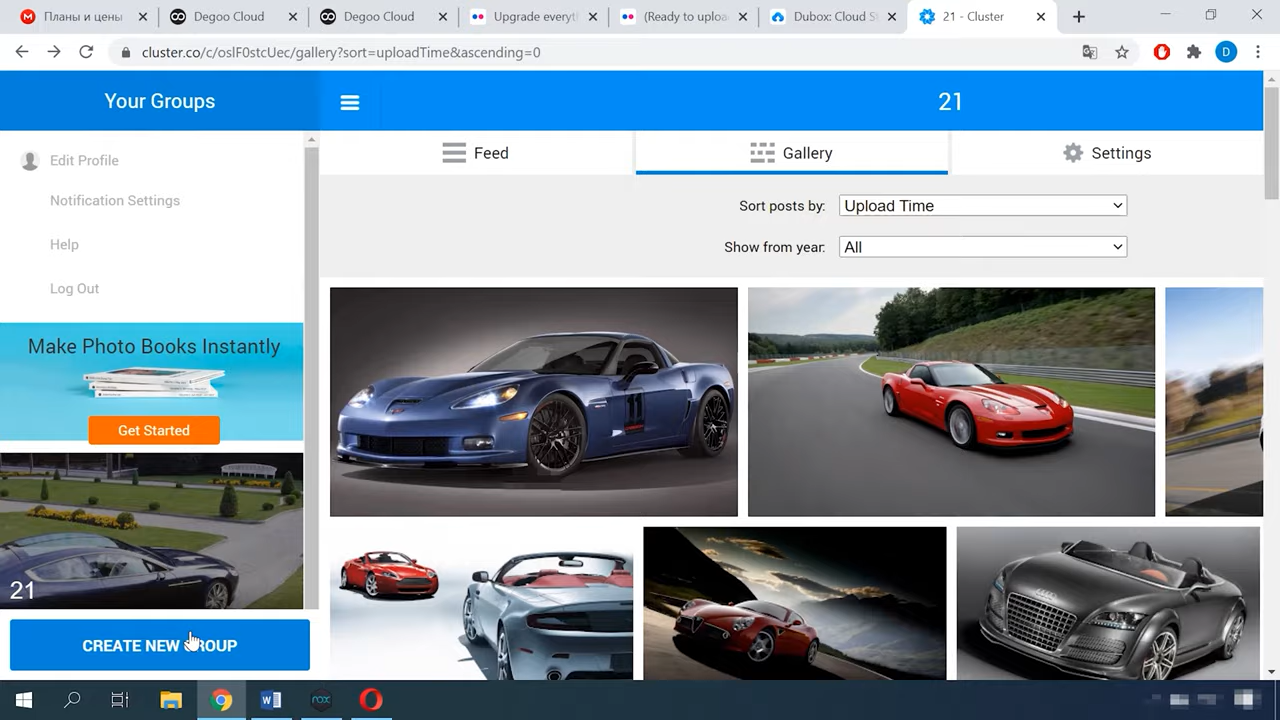 Планы и цены
Degoo Cloud
Degoo Cloud
Upgrade everyt
(Ready to uploa
Dubox: Cloud S
21 - Cluster
cluster.co/c/oslF0stcUec/gallery?sort=uploadTime&ascending=0
D
Your Groups
21
Edit Profile
Notification Settings
Help
Log Out
Feed
Gallery
Settings
Sort posts by:
Upload Time
Show from year:
All
Make Photo Books Instantly
Get Started
21
CREATE NEW GROUP
nox